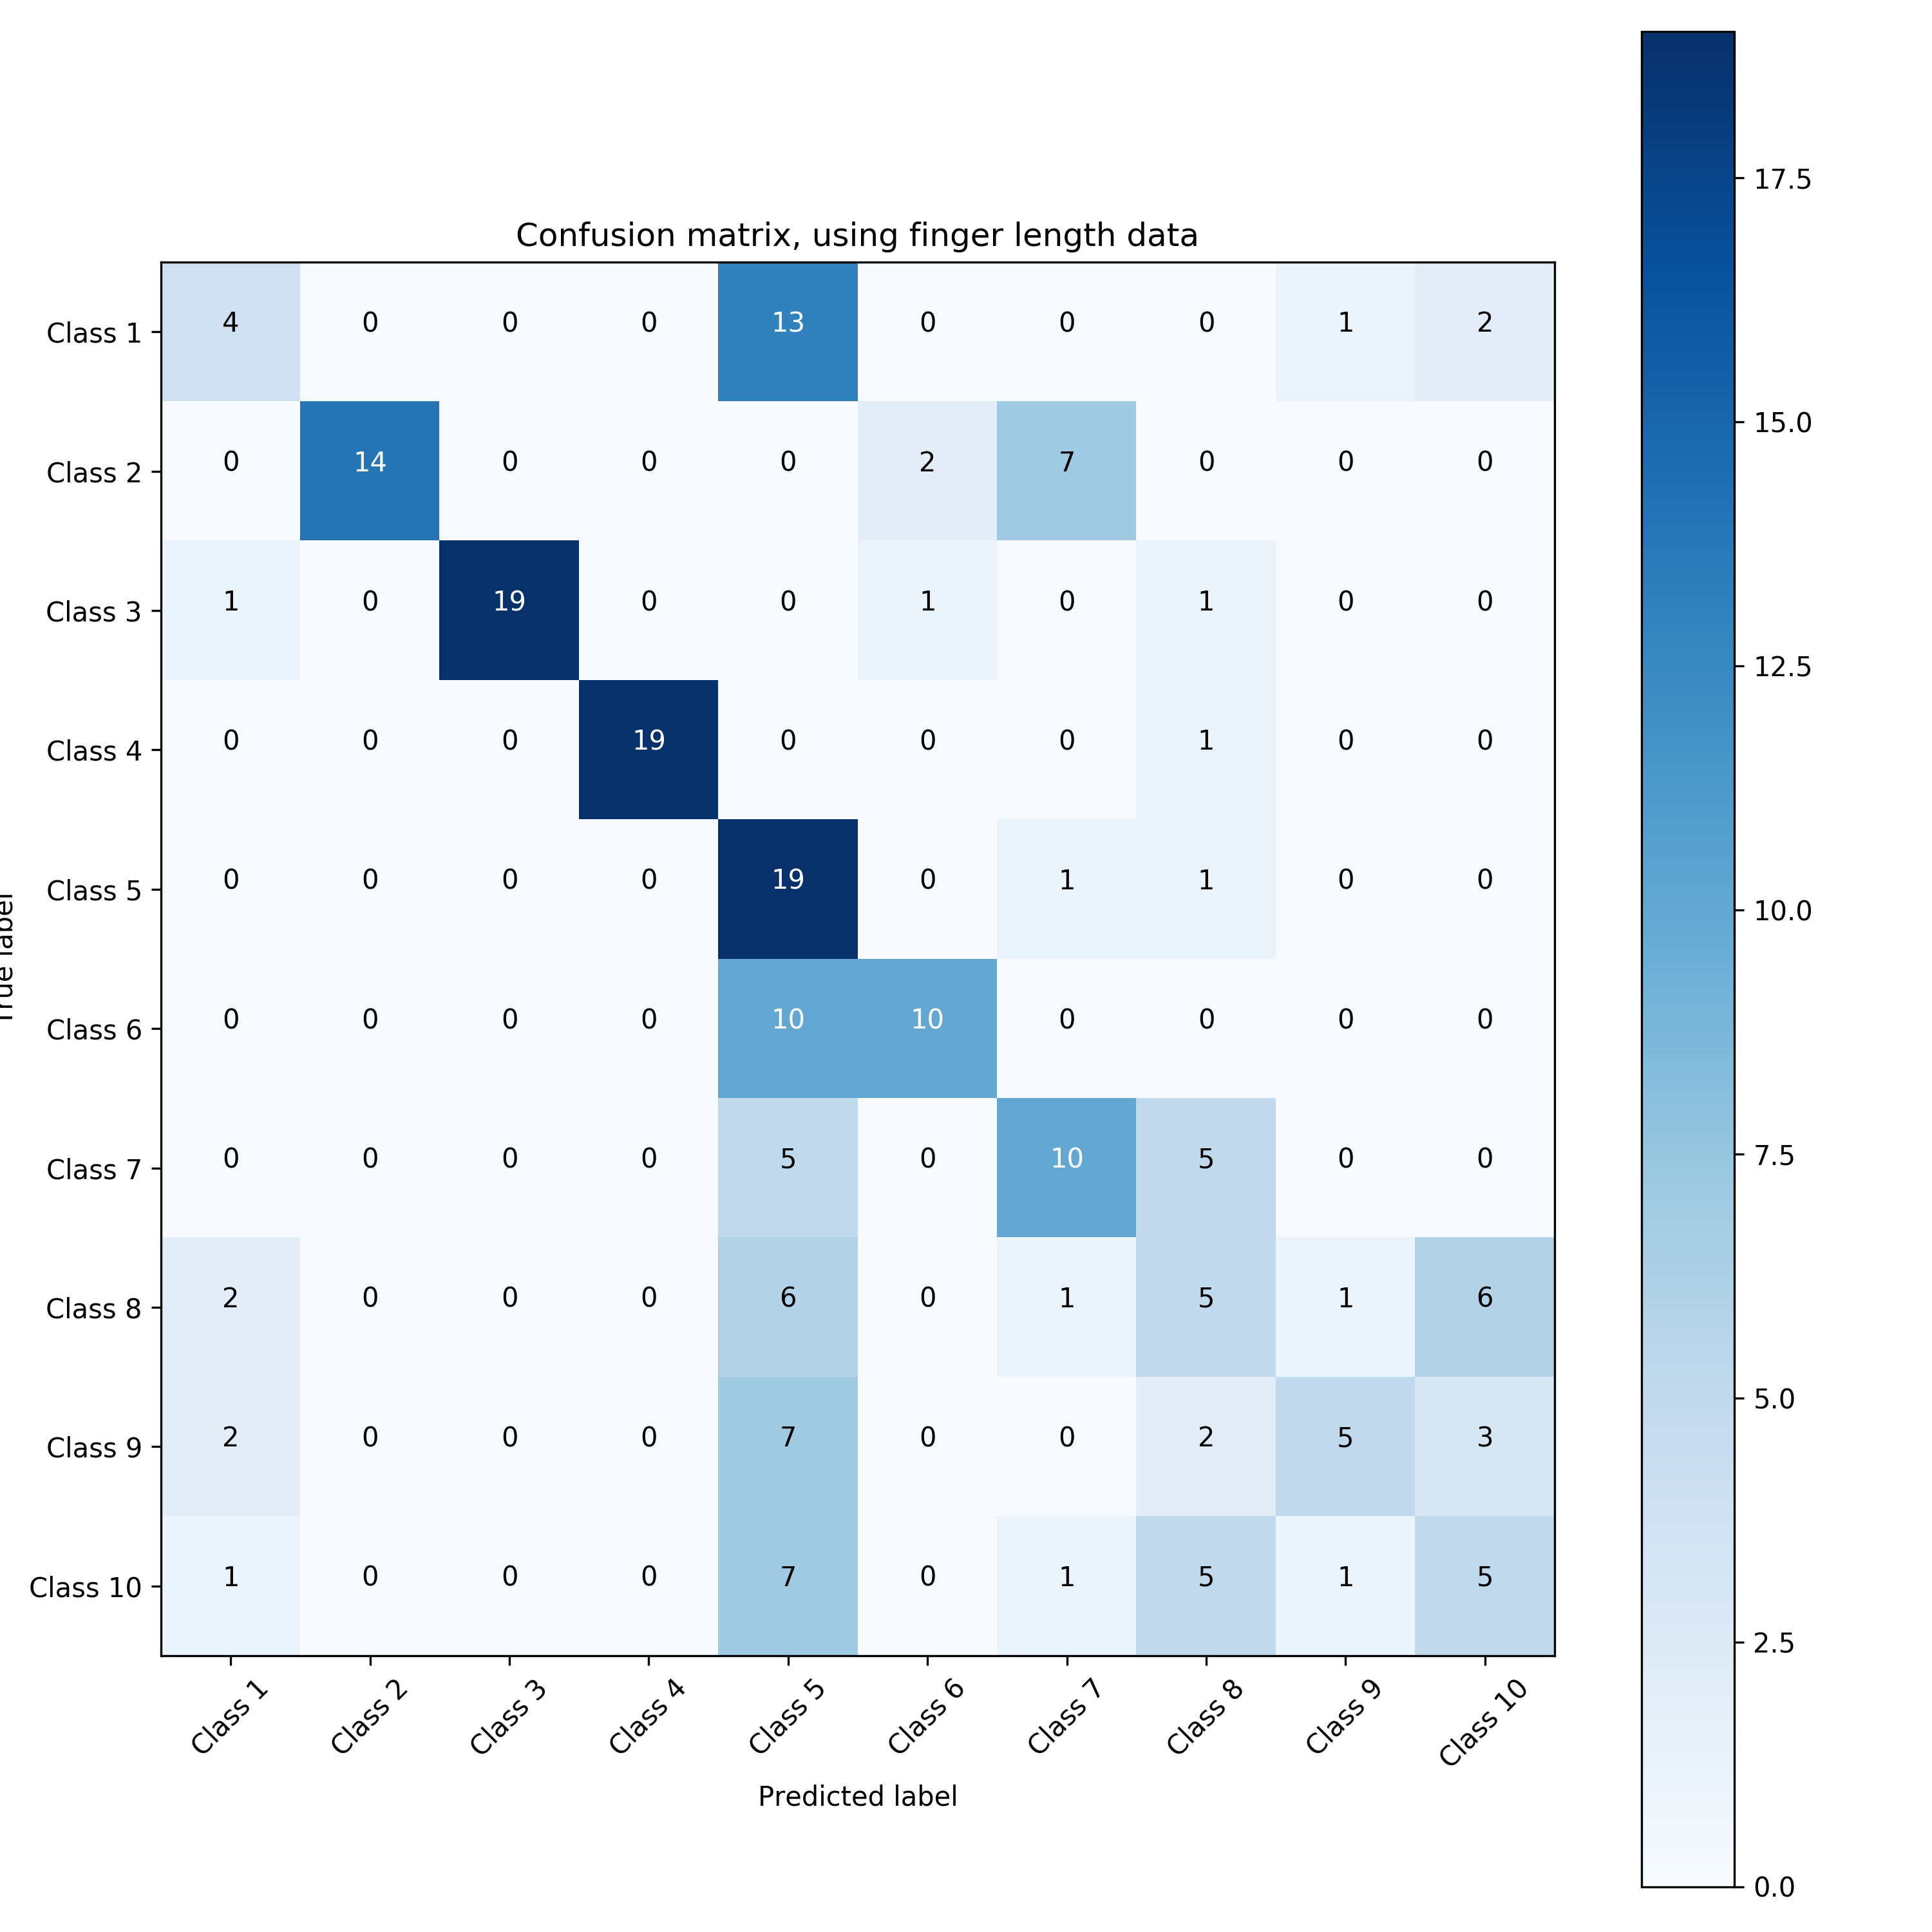 Confusion matrix, using finger length data
Class 1 4 0 0 0 13 0 0 0 1 2
Class 2 0 14 0 0 0 2 7 0 0 0
Class 3 1 0 19 0 0 1 0 1 0 0
Class 4 0 0 0 19 0 0 0 1 0 0
Class 5 0 0 0 0 19 0 1 1 0 0
Class 6 0 0 0 0 10 10 0 0 0 0
Class 7 0 0 0 0 5 0 10 5 0 0
Class 8 2 0 0 0 6 0 1 5 1 6
Class 9 2 0 0 0 7 0 0 2 5 3
Class 10 1 0 0 0 7 0 1 5 1 5
Class 1 Class 2 Class 3 Class 4 Class 5 Class 6 Class 7 Class 8 Class 9 Class 10
Predicted label
True label
17.5
15.0
12.5
10.0
7.5
5.0
2.5
0.0